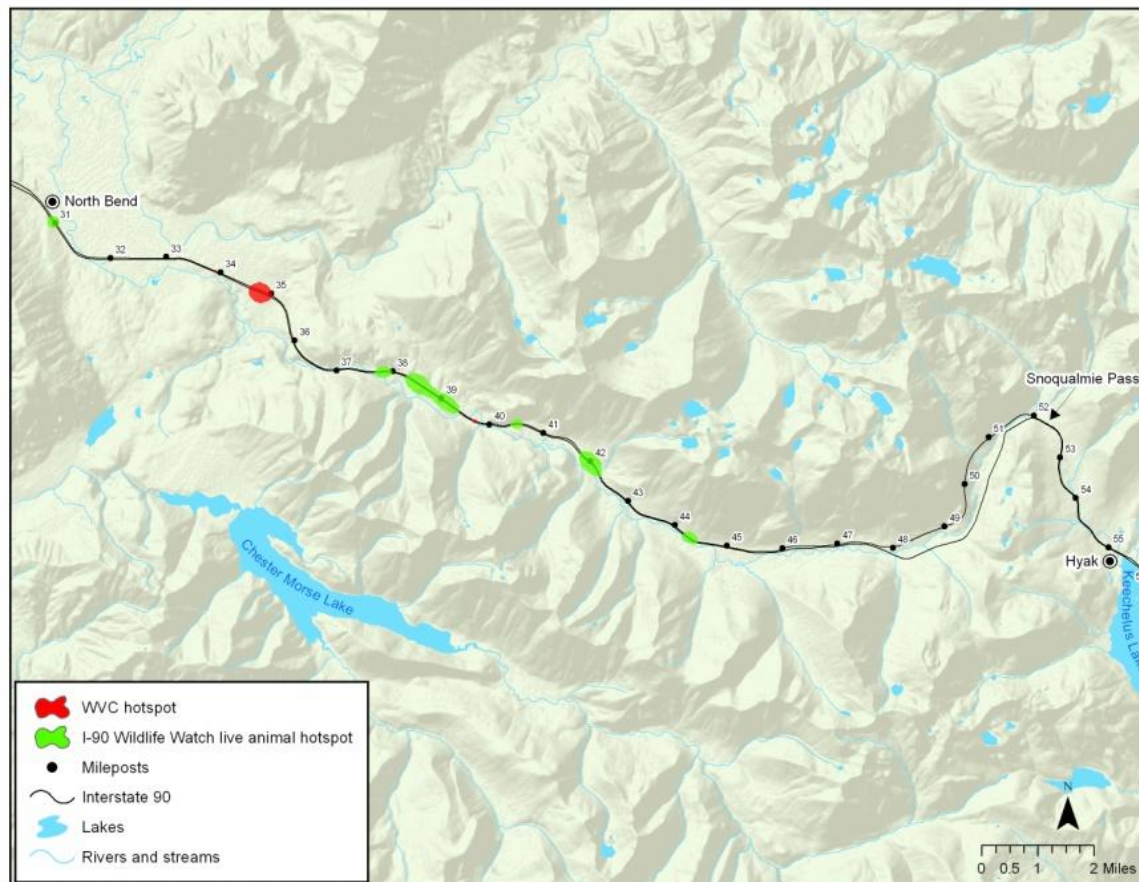 North Bend
31
32
33
34
35
36
37
38
39
40
41
42
43
44
45
46
47
48
49
50
51
52
Snoqualmie Pass
53
54
55
Hyak
Keechelus Lake
Chester Morse Lake
WVC hotspot
I-90 Wildlife Watch live animal hotspot
Mileposts
Interstate 90
Lakes
Rivers and streams
N
0 0.5 1 2 Miles